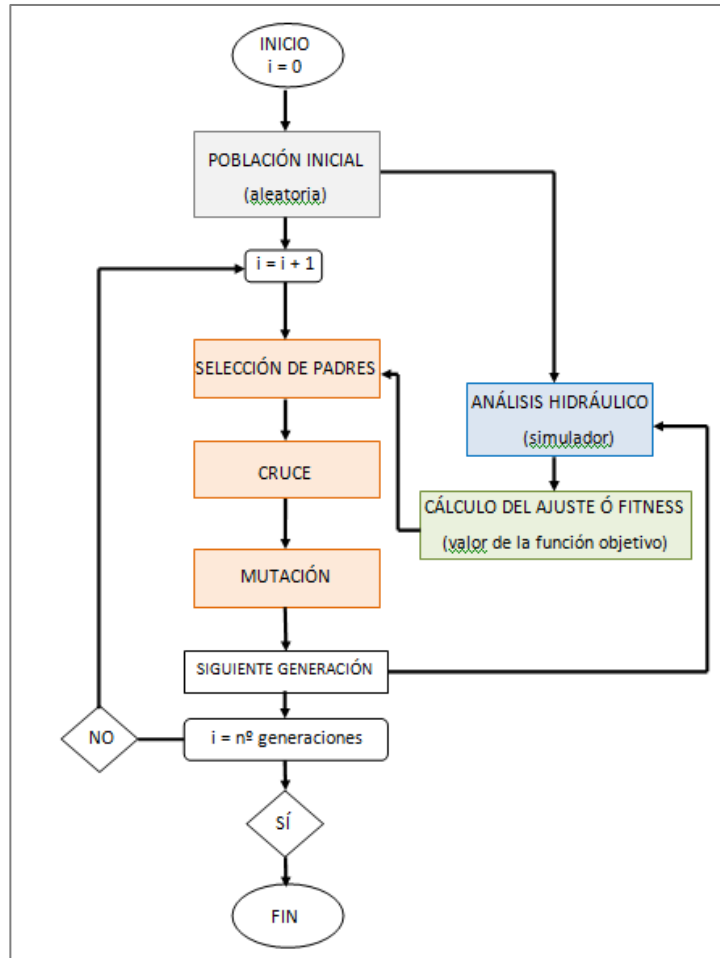 INICIO
i = 0
POBLACIÓN INICIAL
(aleatoria)
i = i + 1
SELECCIÓN DE PADRES
ANÁLISIS HIDRÁULICO
(simulador)
CRUCE
CÁLCULO DEL AJUSTE Ó FITNESS
(valor de la función objetivo)
MUTACIÓN
SIGUIENTE GENERACIÓN
NO
i = nº generaciones
SÍ
FIN